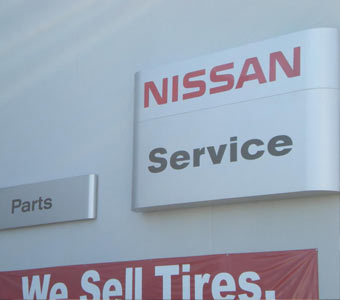 NISSAN
Service
Parts
We Sell Tires.